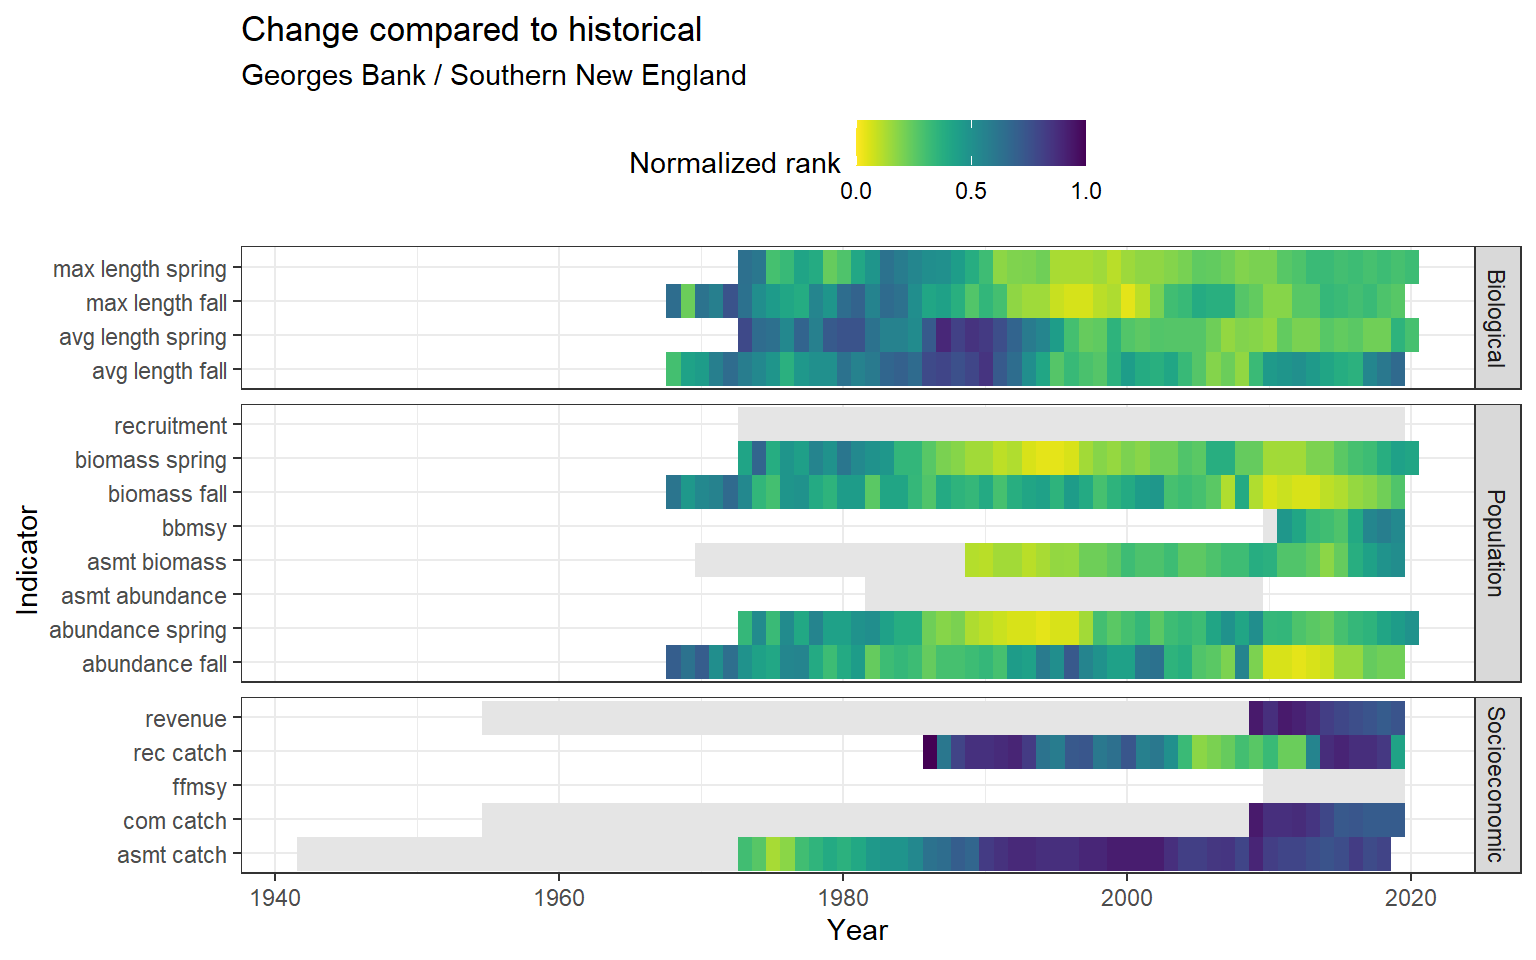 Change compared to historical
Georges Bank / Southern New England
Normalized rank
0.0 0.5 1.0
max length spring
max length fall
avg length spring
avg length fall
Biological
recruitment
biomass spring
biomass fall
bbmsy
asmt biomass
asmt abundance
abundance spring
abundance fall
Population
revenue
rec catch
ffmsy
com catch
asmt catch
Socioeconomic
Indicator
1940 1960 1980 2000 2020
Year